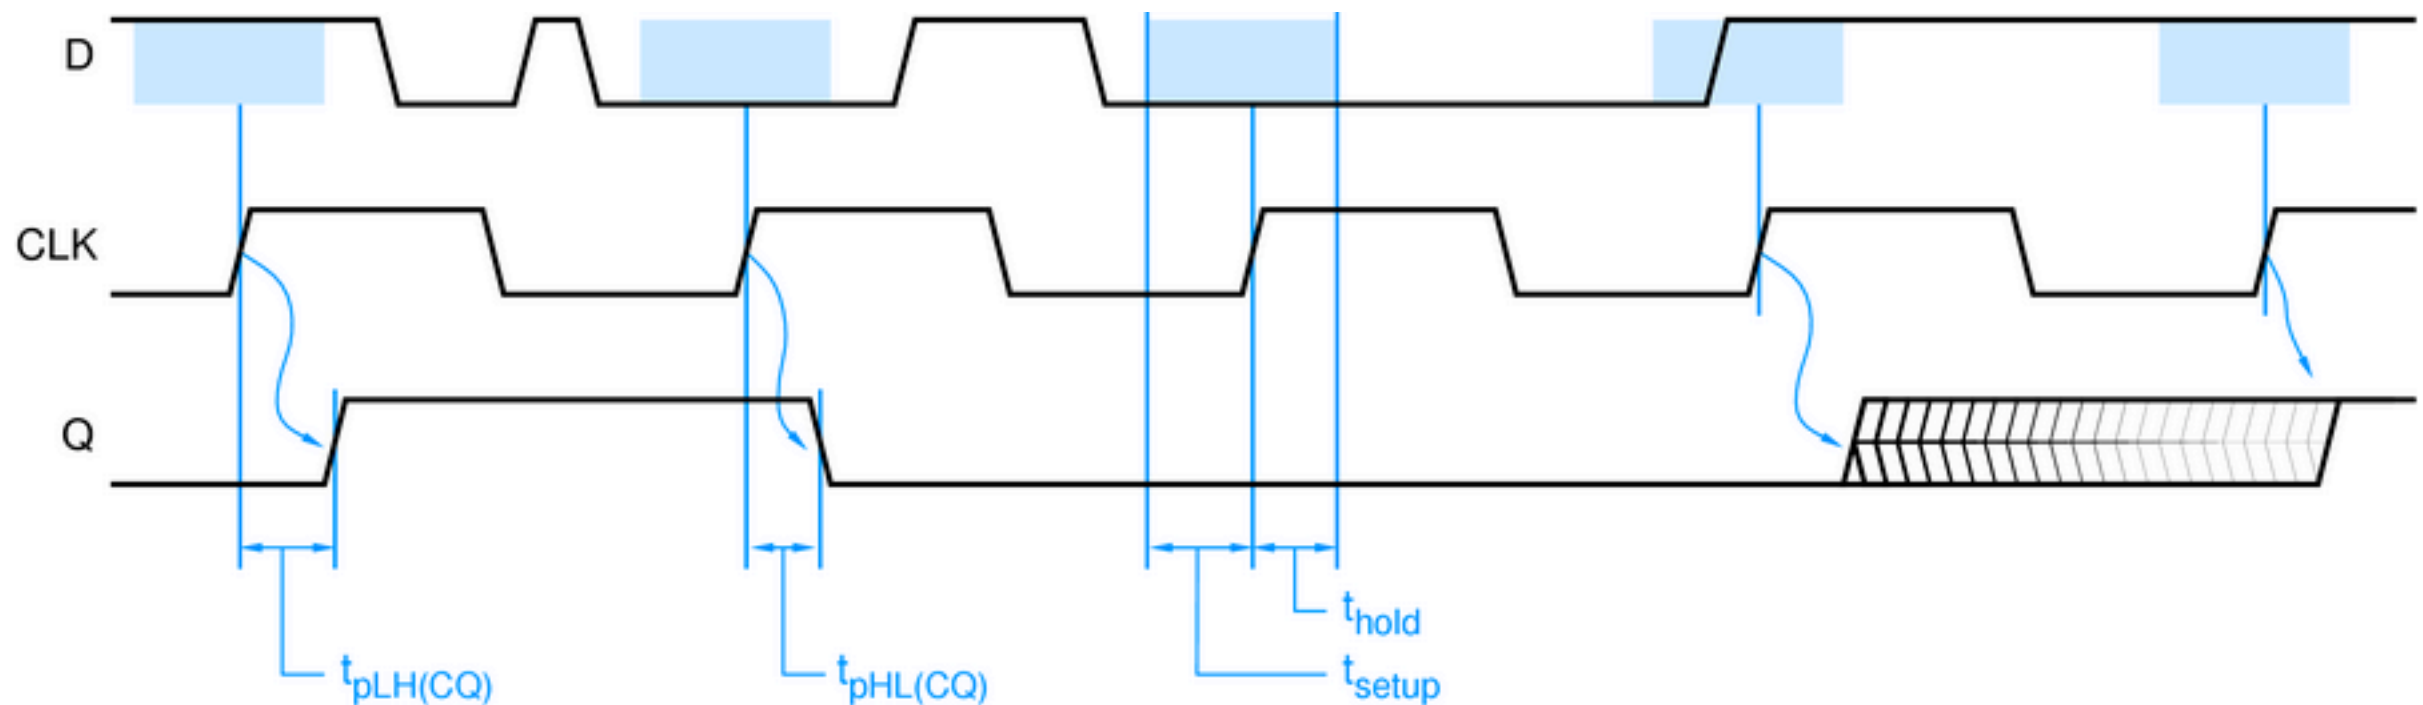 D
CLK
Q
thold
tpLH(CQ)
tpHL(CQ)
tsetup